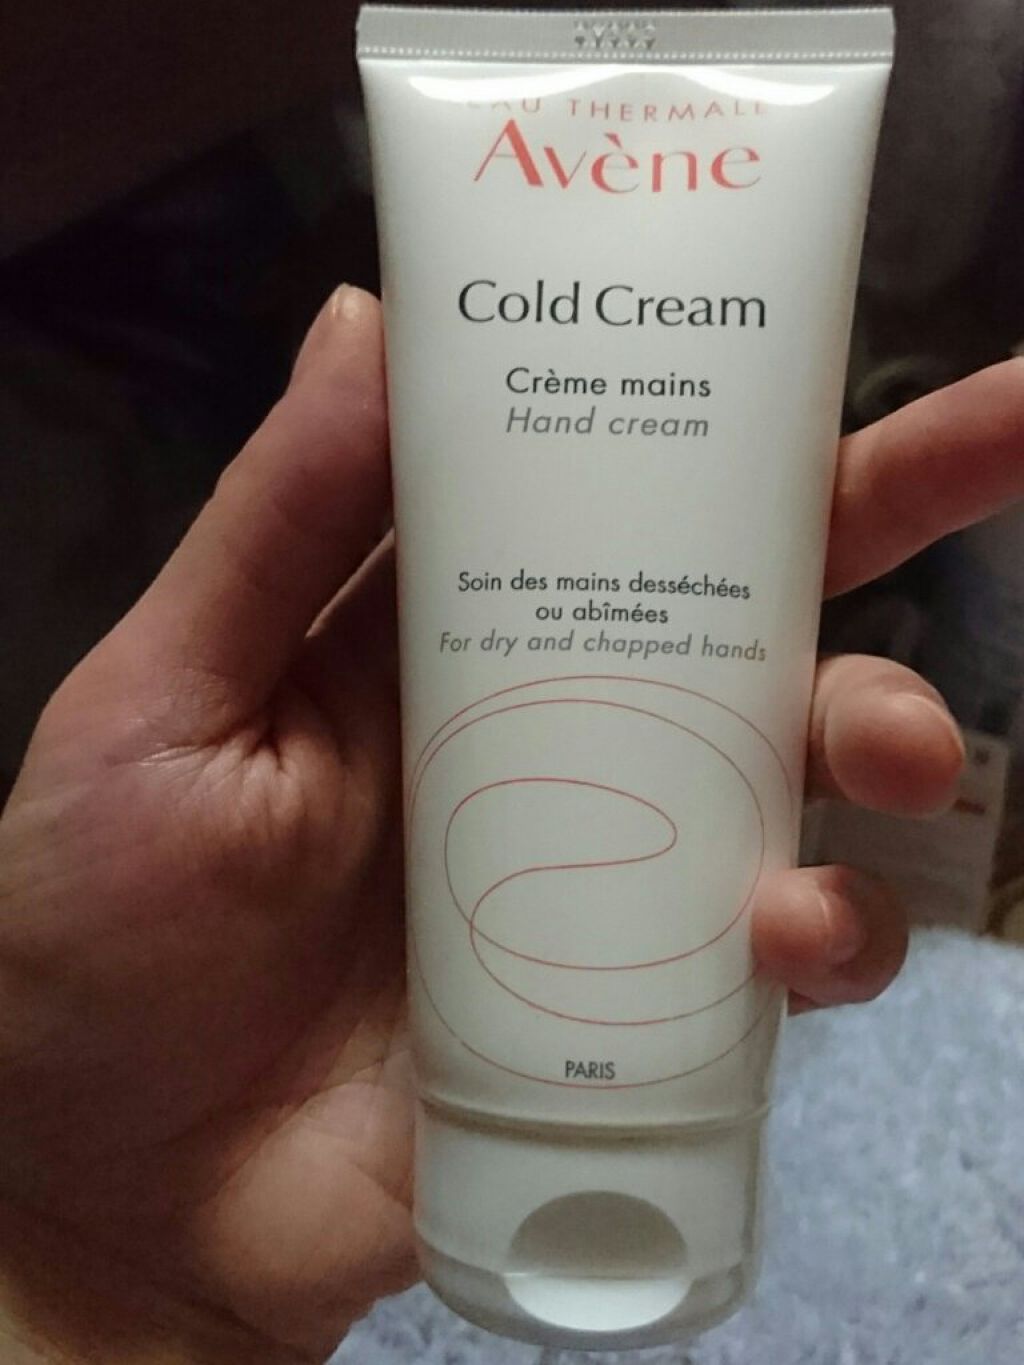 EAU THERMALE
Avène
Cold Cream
Crème mains
Hand cream
Soin des mains desséchées
ou abîmées
For dry and chapped hands
PARIS